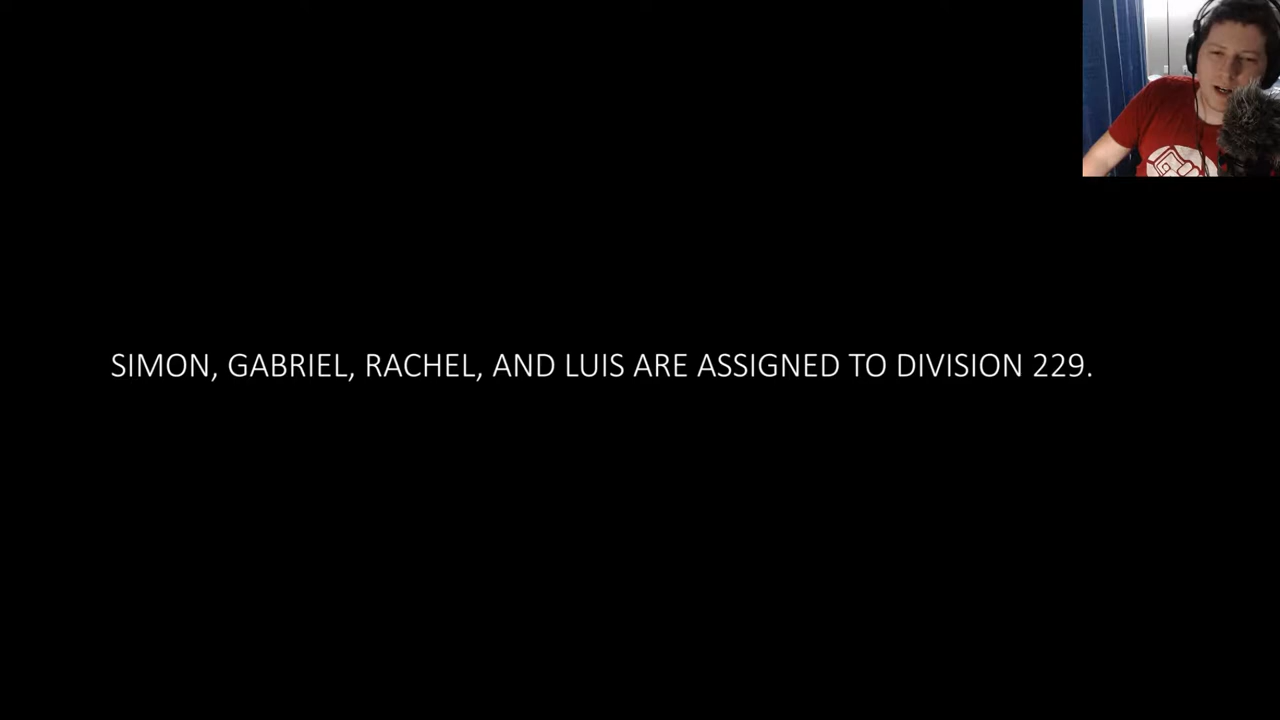 SIMON, GABRIEL, RACHEL, AND LUIS ARE ASSIGNED TO DIVISION 229.